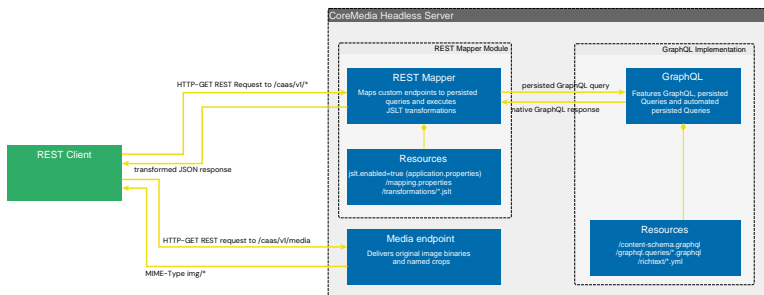 CoreMedia Headless Server
REST Mapper Module
GraphQL Implementation
HTTP-GET REST Request to /caas/v1/*
REST Mapper
Maps custom endpoints to persisted
queries and executes
JSLT transformations
persisted GraphQL query
native GraphQL response
GraphQL
Features GraphQL, persisted
Queries and automated
persisted Queries
REST Client
transformed JSON response
Resources
jslt.enabled=true (application.properties)
/mapping.properties
/transformations/*.jslt
HTTP-GET REST request to /caas/v1/media
MIME-Type img/*
Media endpoint
Delivers original image binaries
and named crops
Resources
/content-schema.graphql
/graphql.queries/*.graphql
/richtext/*.yml